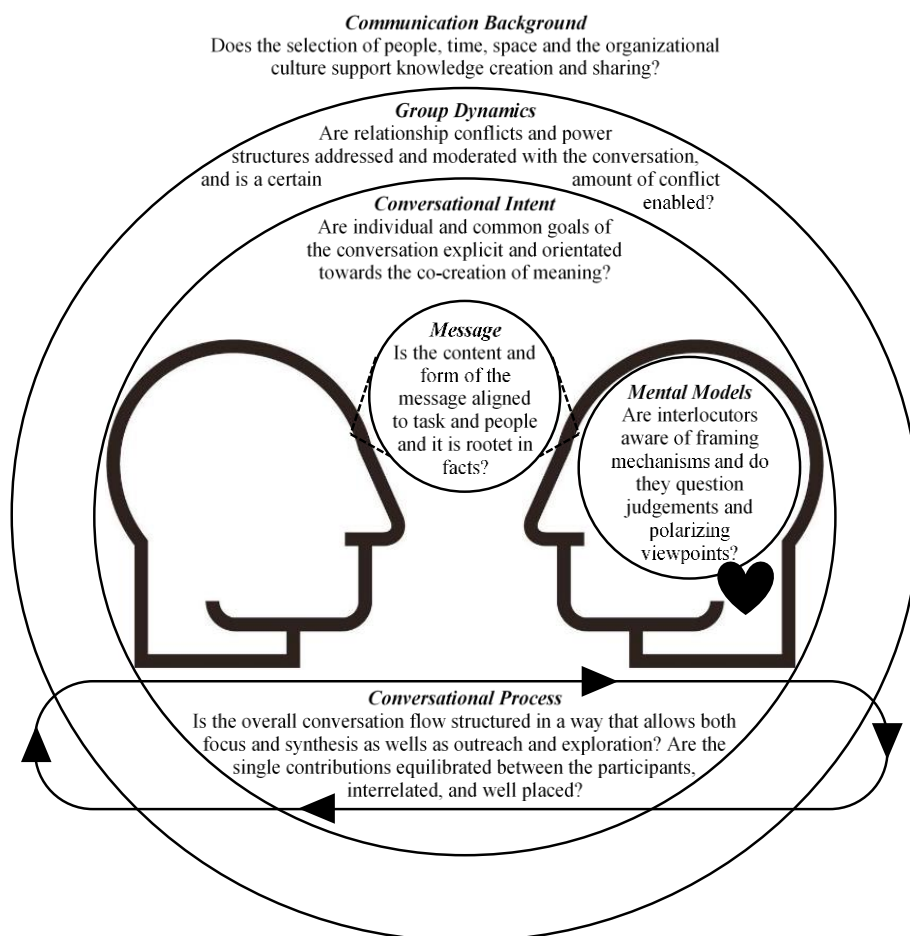 Communication Background
Does the selection of people, time, space and the organizational
culture support knowledge creation and sharing?
Group Dynamics
Are relationship conflicts and power
structures addressed and moderated with the conversation,
and is a certain amount of conflict
enabled?
Conversational Intent
Are individual and common goals of
the conversation explicit and orientated
towards the co-creation of meaning?
Message
Is the content and
form of the
message aligned
to task and people
and it is rootet in
facts?
Mental Models
Are interlocutors
aware of framing
mechanisms and do
they question
judgements and
polarizing
viewpoints?
Conversational Process
Is the overall conversation flow structured in a way that allows both
focus and synthesis as wells as outreach and exploration? Are the
single contributions equilibrated between the participants,
interrelated, and well placed?